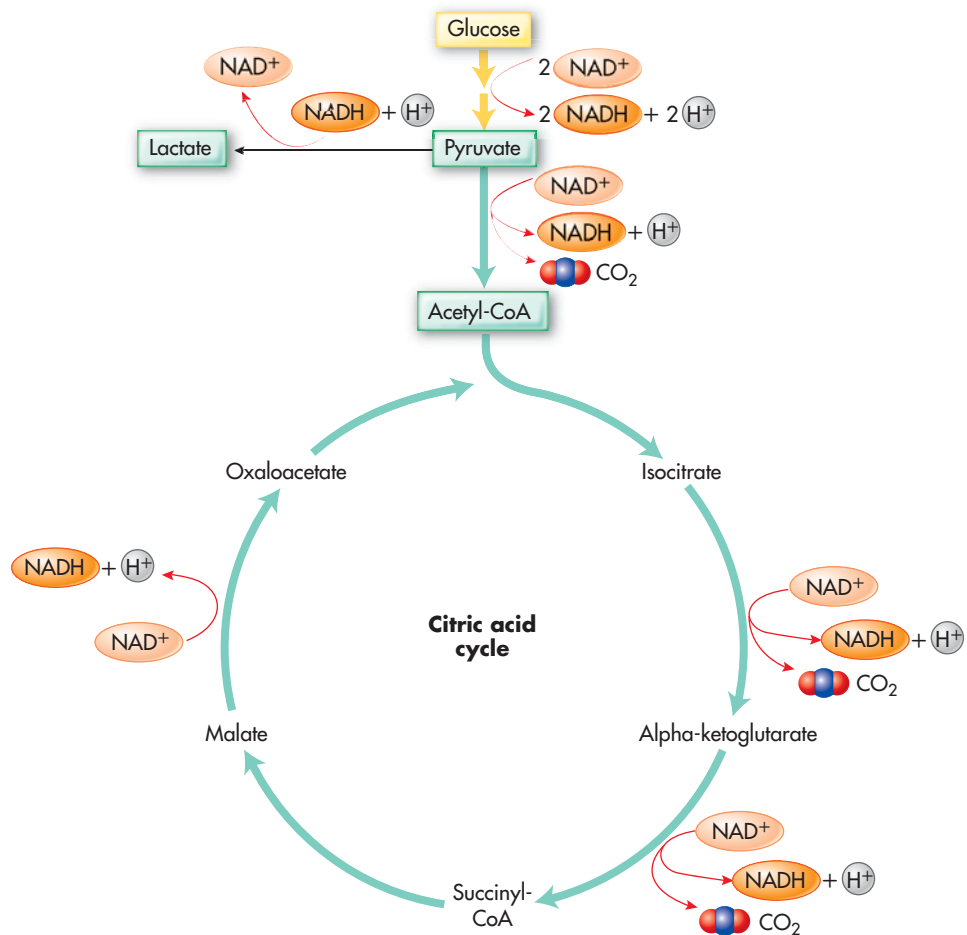 Glucose
NAD+
2 NAD+
NADH + H+
2 NADH + 2 H+
Lactate
Pyruvate
NAD+
NADH + H+
CO2
Acetyl-CoA
Oxaloacetate
Isocitrate
NADH + H+
NAD+
NAD+
Citric acid
cycle
NADH + H+
CO2
Malate
Alpha-ketoglutarate
NAD+
NADH + H+
Succinyl-
CoA
CO2